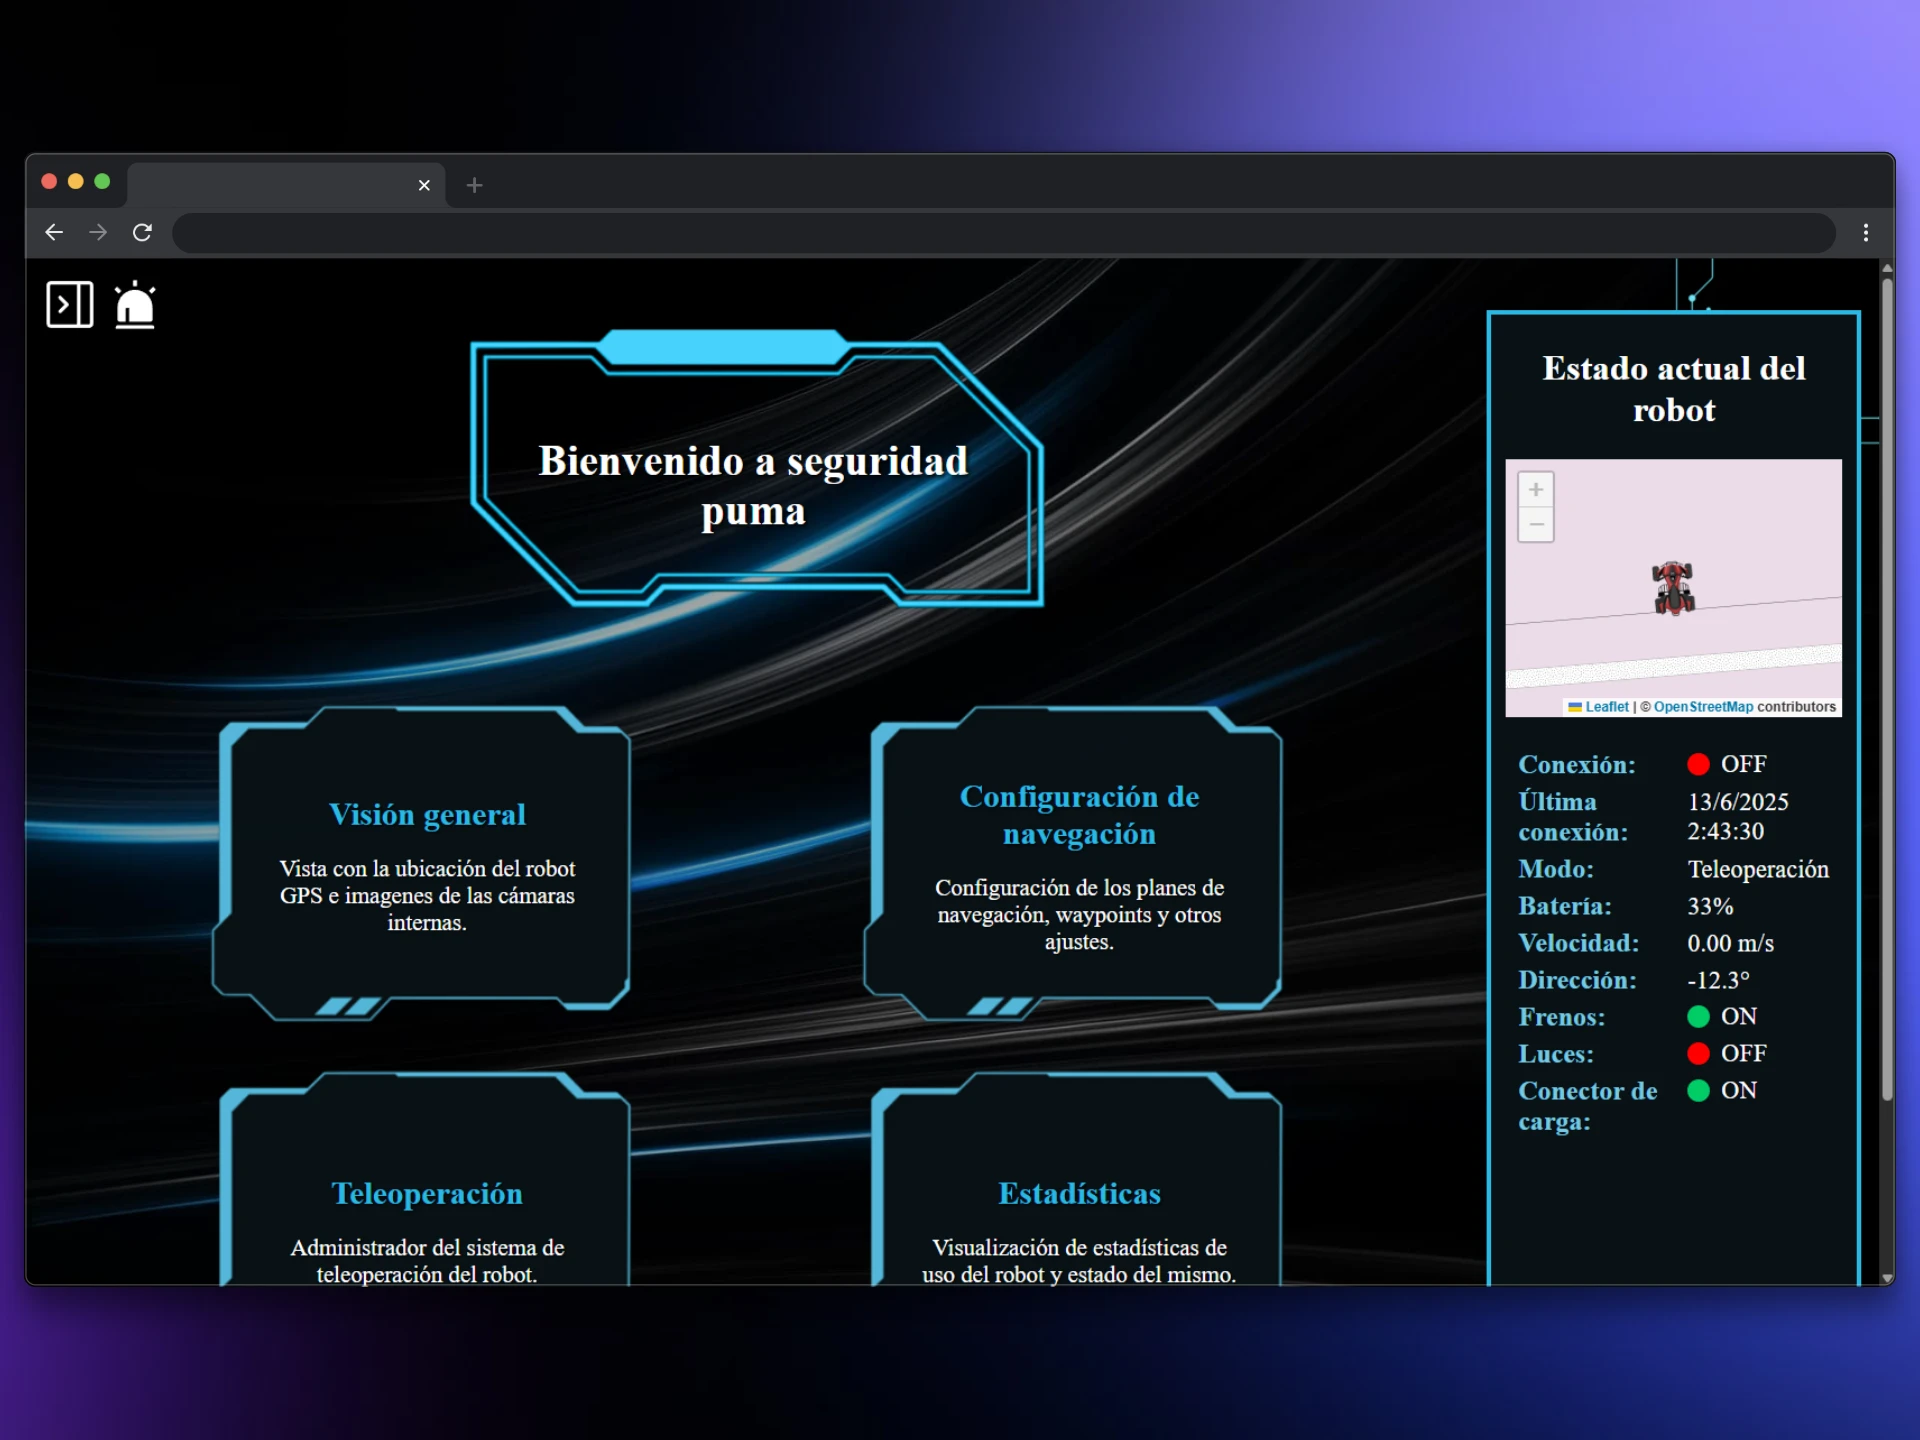 Bienvenido a seguridad
puma
Visión general
Vista con la ubicación del robot
GPS e imagenes de las cámaras
internas.
Configuración de
navegación
Configuración de los planes de
navegación, waypoints y otros
ajustes.
Teleoperación
Administrador del sistema de
teleoperación del robot.
Estadísticas
Visualización de estadísticas de
uso del robot y estado del mismo.
Estado actual del
robot
+
−
Leaflet | © OpenStreetMap contributors
Conexión: OFF
Última 13/6/2025
conexión: 2:43:30
Modo: Teleoperación
Batería: 33%
Velocidad: 0.00 m/s
Dirección: -12.3°
Frenos: ON
Luces: OFF
Conector de ON
carga: